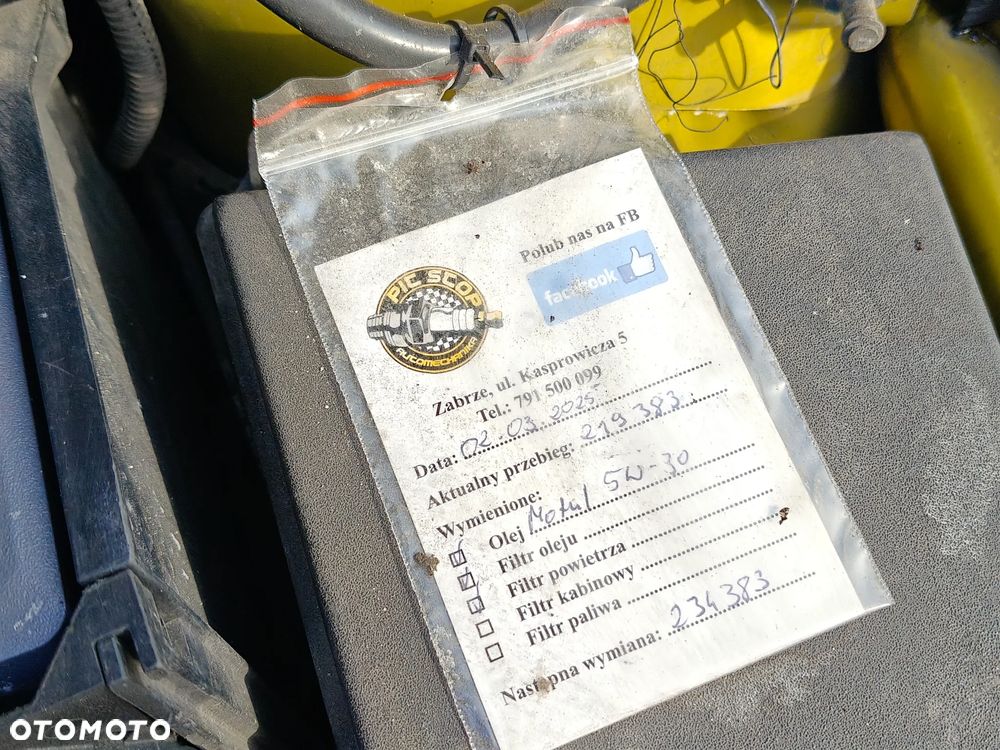 Polub nas na FB
facebook
PIC STOP
AUTOMECHANIKA
Zabrze, ul. Kasprowicza 5
Tel.: 791 500 099
Data: 02.03.2025
Aktualny przebieg: 219 383
Wymienione:
Olej Motul 5W-30
Filtr oleju
Filtr powietrza
Filtr kabinowy
Filtr paliwa
Następna wymiana: 234383
OTOMOTO